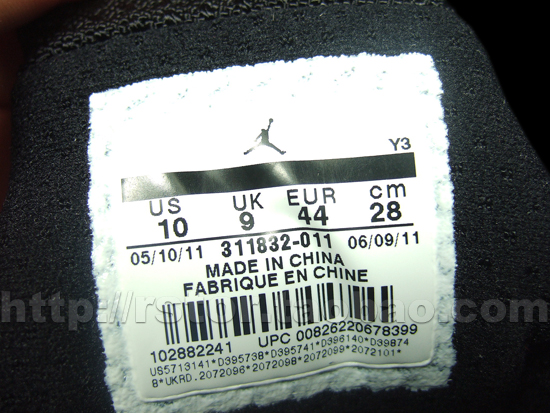 Y3
US UK EUR cm
10 9 44 28
05/10/11 311832-011 06/09/11
MADE IN CHINA
FABRIQUE EN CHINE
102882241 UPC 00826220678399
US5713141*D395738*D395741*D396140*D39874
8*UKRD.2072096*2072098*2072099*2072101*